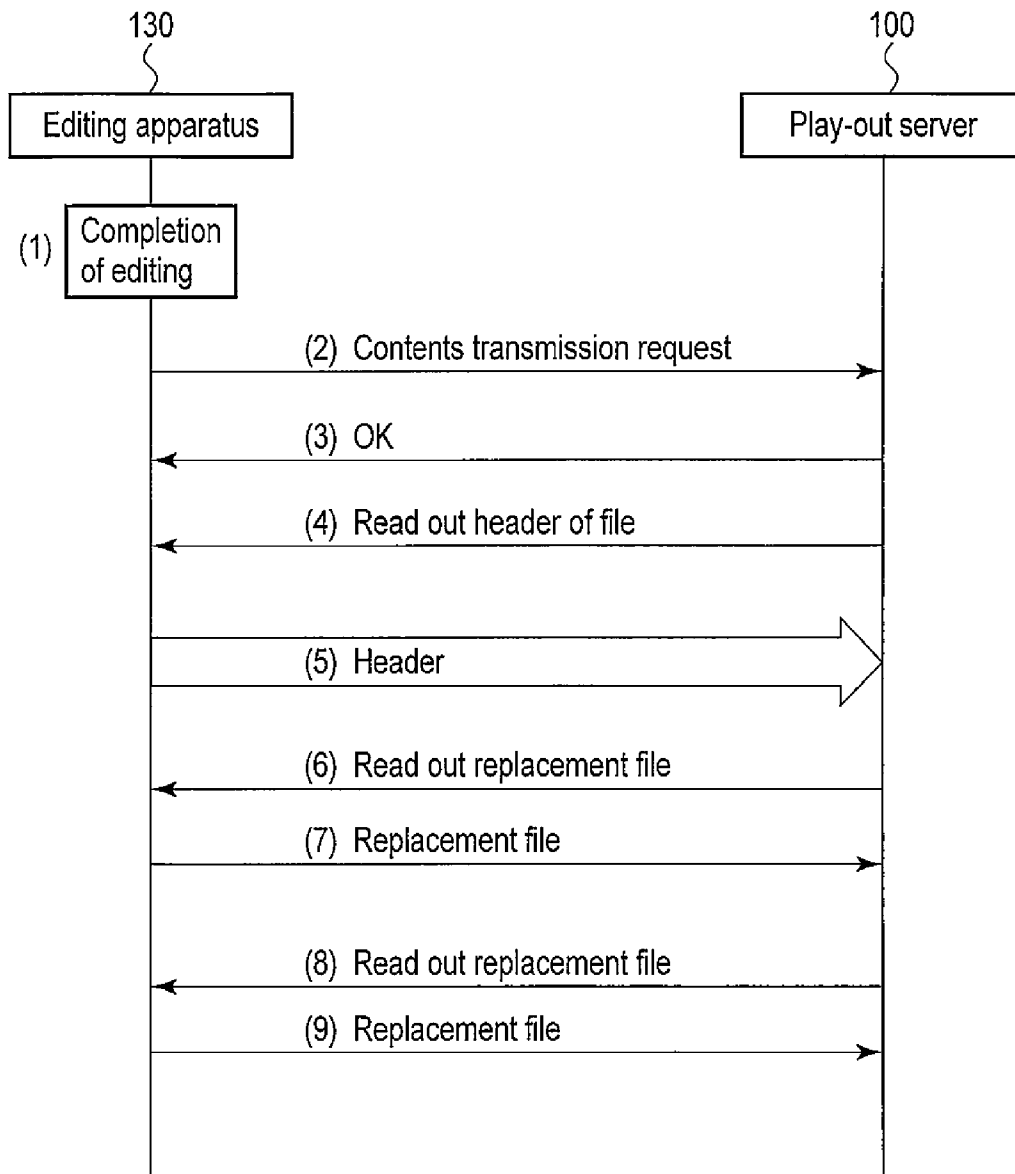 130
100
Editing apparatus
Play-out server
(1) Completion
of editing
(2) Contents transmission request
(3) OK
(4) Read out header of file
(5) Header
(6) Read out replacement file
(7) Replacement file
(8) Read out replacement file
(9) Replacement file